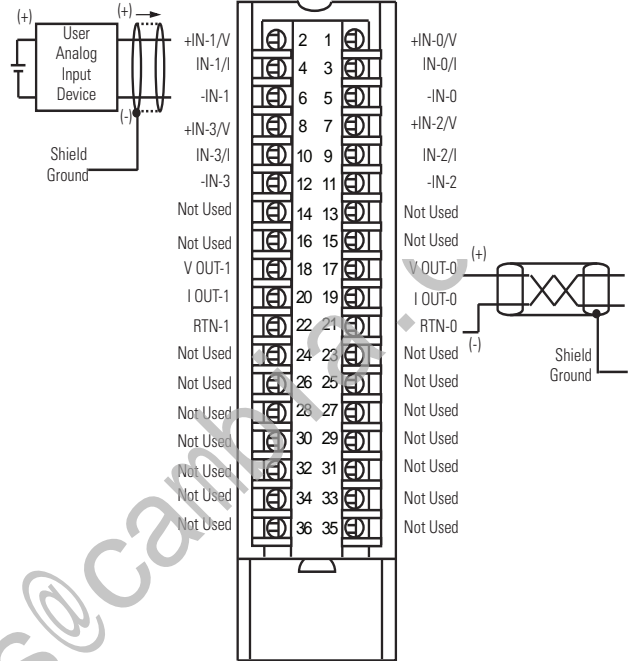 (+)
(+)
User
Analog
Input
Device
(-)
Shield
Ground
+IN-1/V 2 1 +IN-0/V
IN-1/I 4 3 IN-0/I
-IN-1 6 5 -IN-0
+IN-3/V 8 7 +IN-2/V
IN-3/I 10 9 IN-2/I
-IN-3 12 11 -IN-2
Not Used 14 13 Not Used
Not Used 16 15 Not Used
V OUT-1 18 17 V OUT-0 (+)
I OUT-1 20 19 I OUT-0
RTN-1 22 21 RTN-0 (-)
Not Used 24 23 Not Used
Shield
Ground
Not Used 26 25 Not Used
Not Used 28 27 Not Used
Not Used 30 29 Not Used
Not Used 32 31 Not Used
Not Used 34 33 Not Used
Not Used 36 35 Not Used
s@cambia.c